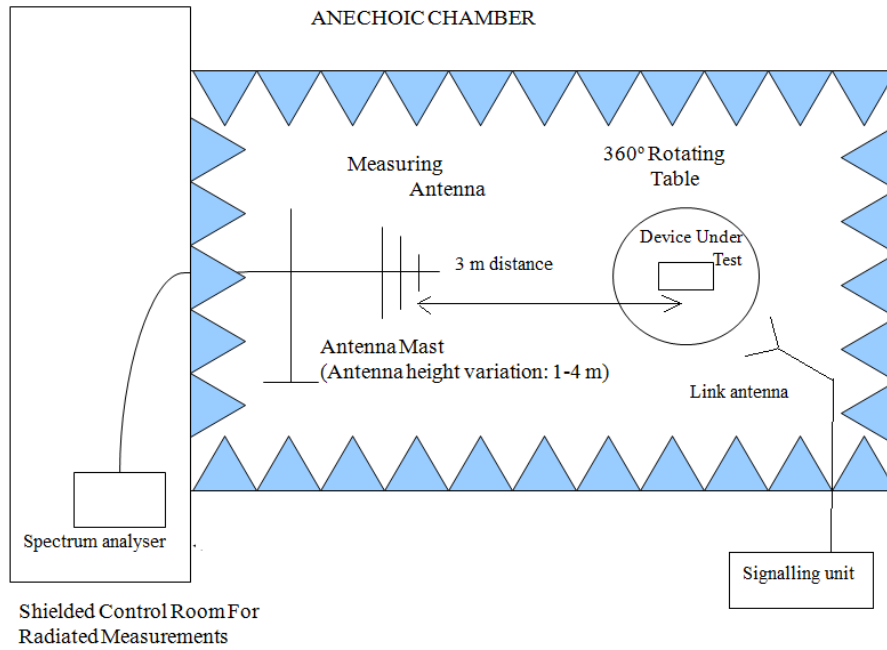 ANECHOIC CHAMBER
Measuring
Antenna
360º Rotating
Table
Device Under
Test
3 m distance
Antenna Mast
(Antenna height variation: 1-4 m)
Link antenna
Spectrum analyser
Signalling unit
Shielded Control Room For
Radiated Measurements